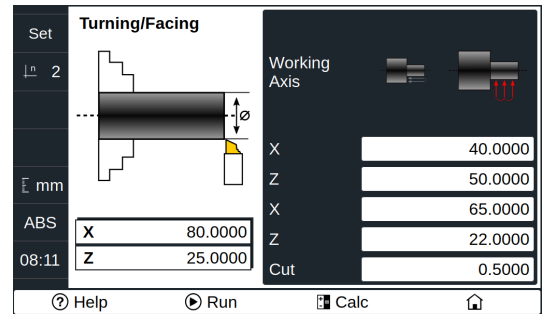 Set
n 2
mm
ABS
08:11
Turning/Facing
Ø
X 80.0000
Z 25.0000
Working
Axis
X 40.0000
Z 50.0000
X 65.0000
Z 22.0000
Cut 0.5000
? Help
Run
Calc